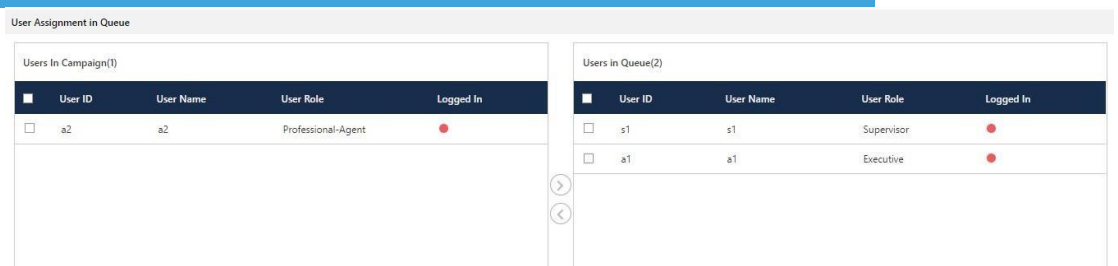 User Assignment in Queue
Users In Campaign(1)
User ID User Name User Role Logged In
a2 a2 Professional-Agent
Users in Queue(2)
User ID User Name User Role Logged In
s1 s1 Supervisor
a1 a1 Executive